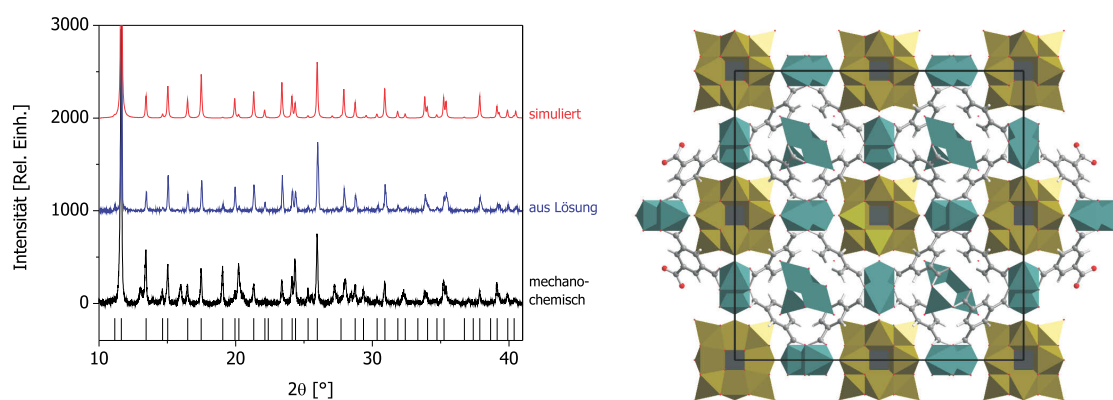 3000
2000
1000
0
Intensität [Rel. Einh.]
simuliert
aus Lösung
mechano-
chemisch
10
20
30
40
2θ [°]